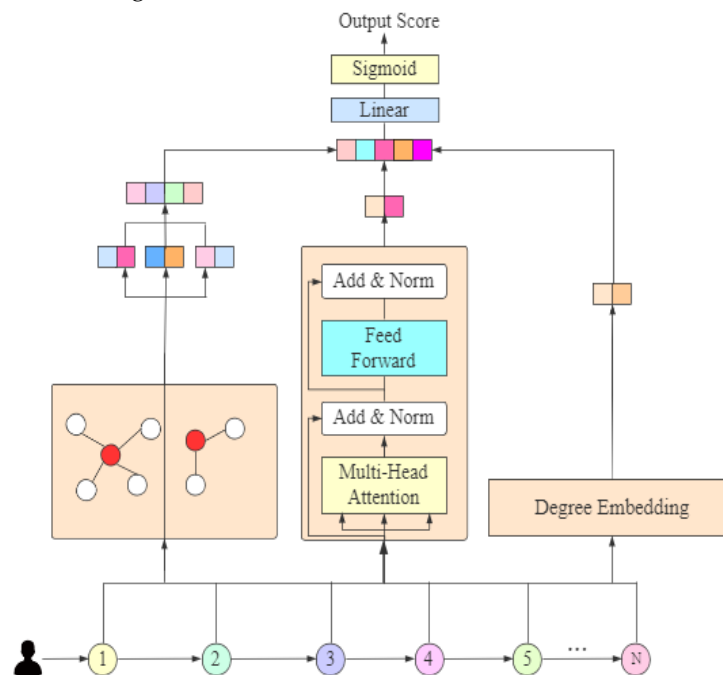 Output Score
Sigmoid
Linear
Add & Norm
Feed
Forward
Add & Norm
Multi-Head
Attention
Degree Embedding
1
2
3
4
5
...
N